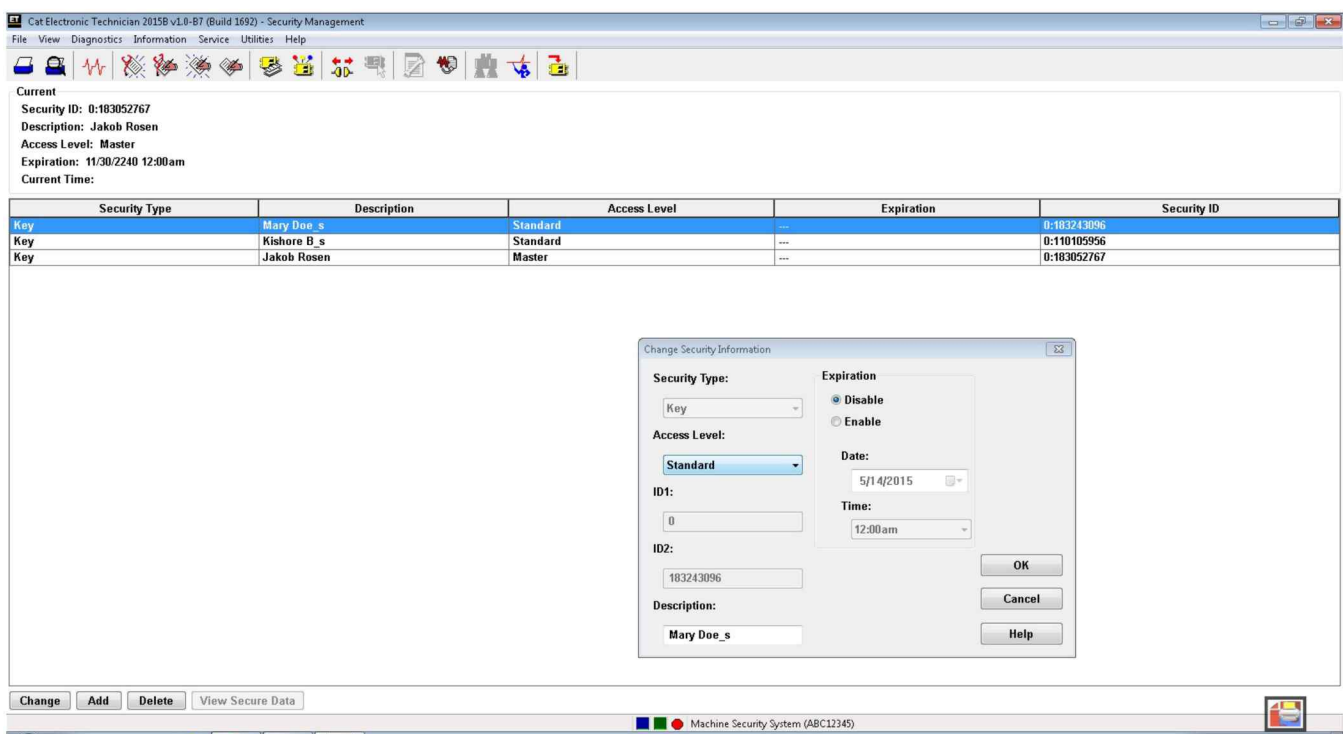 ET Cat Electronic Technician 2015B v1.0-B7 (Build 1692) - Security Management
File View Diagnostics Information Service Utilities Help
Current
Security ID: 0:183052767
Description: Jakob Rosen
Access Level: Master
Expiration: 11/30/2240 12:00am
Current Time:
Security Type Description Access Level Expiration Security ID
Key Mary Doe_s Standard --- 0:183243096
Key Kishore B_s Standard --- 0:110105956
Key Jakob Rosen Master --- 0:183052767
Change Security Information
Security Type:
Key
Access Level:
Standard
ID1:
0
ID2:
183243096
Description:
Mary Doe_s
Expiration
Disable
Enable
Date:
5/14/2015
Time:
12:00am
OK
Cancel
Help
Change Add Delete View Secure Data
Machine Security System (ABC12345)